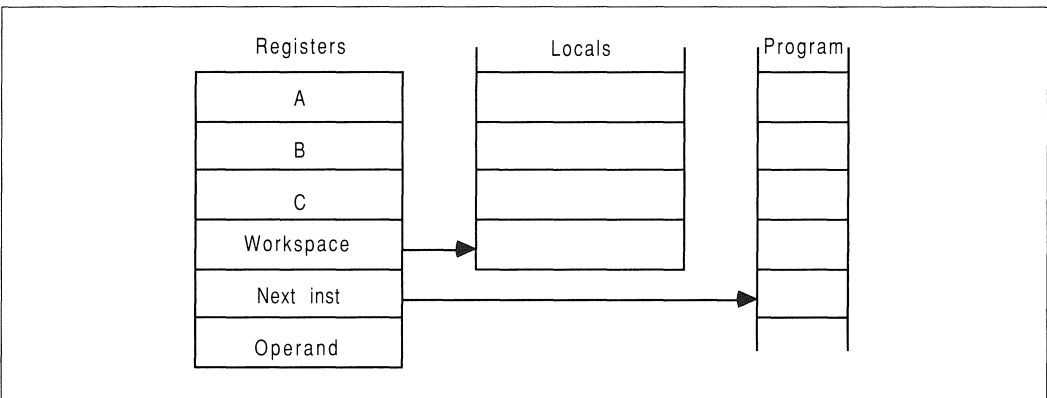 Registers
Locals
Program
A
B
C
Workspace
Next inst
Operand